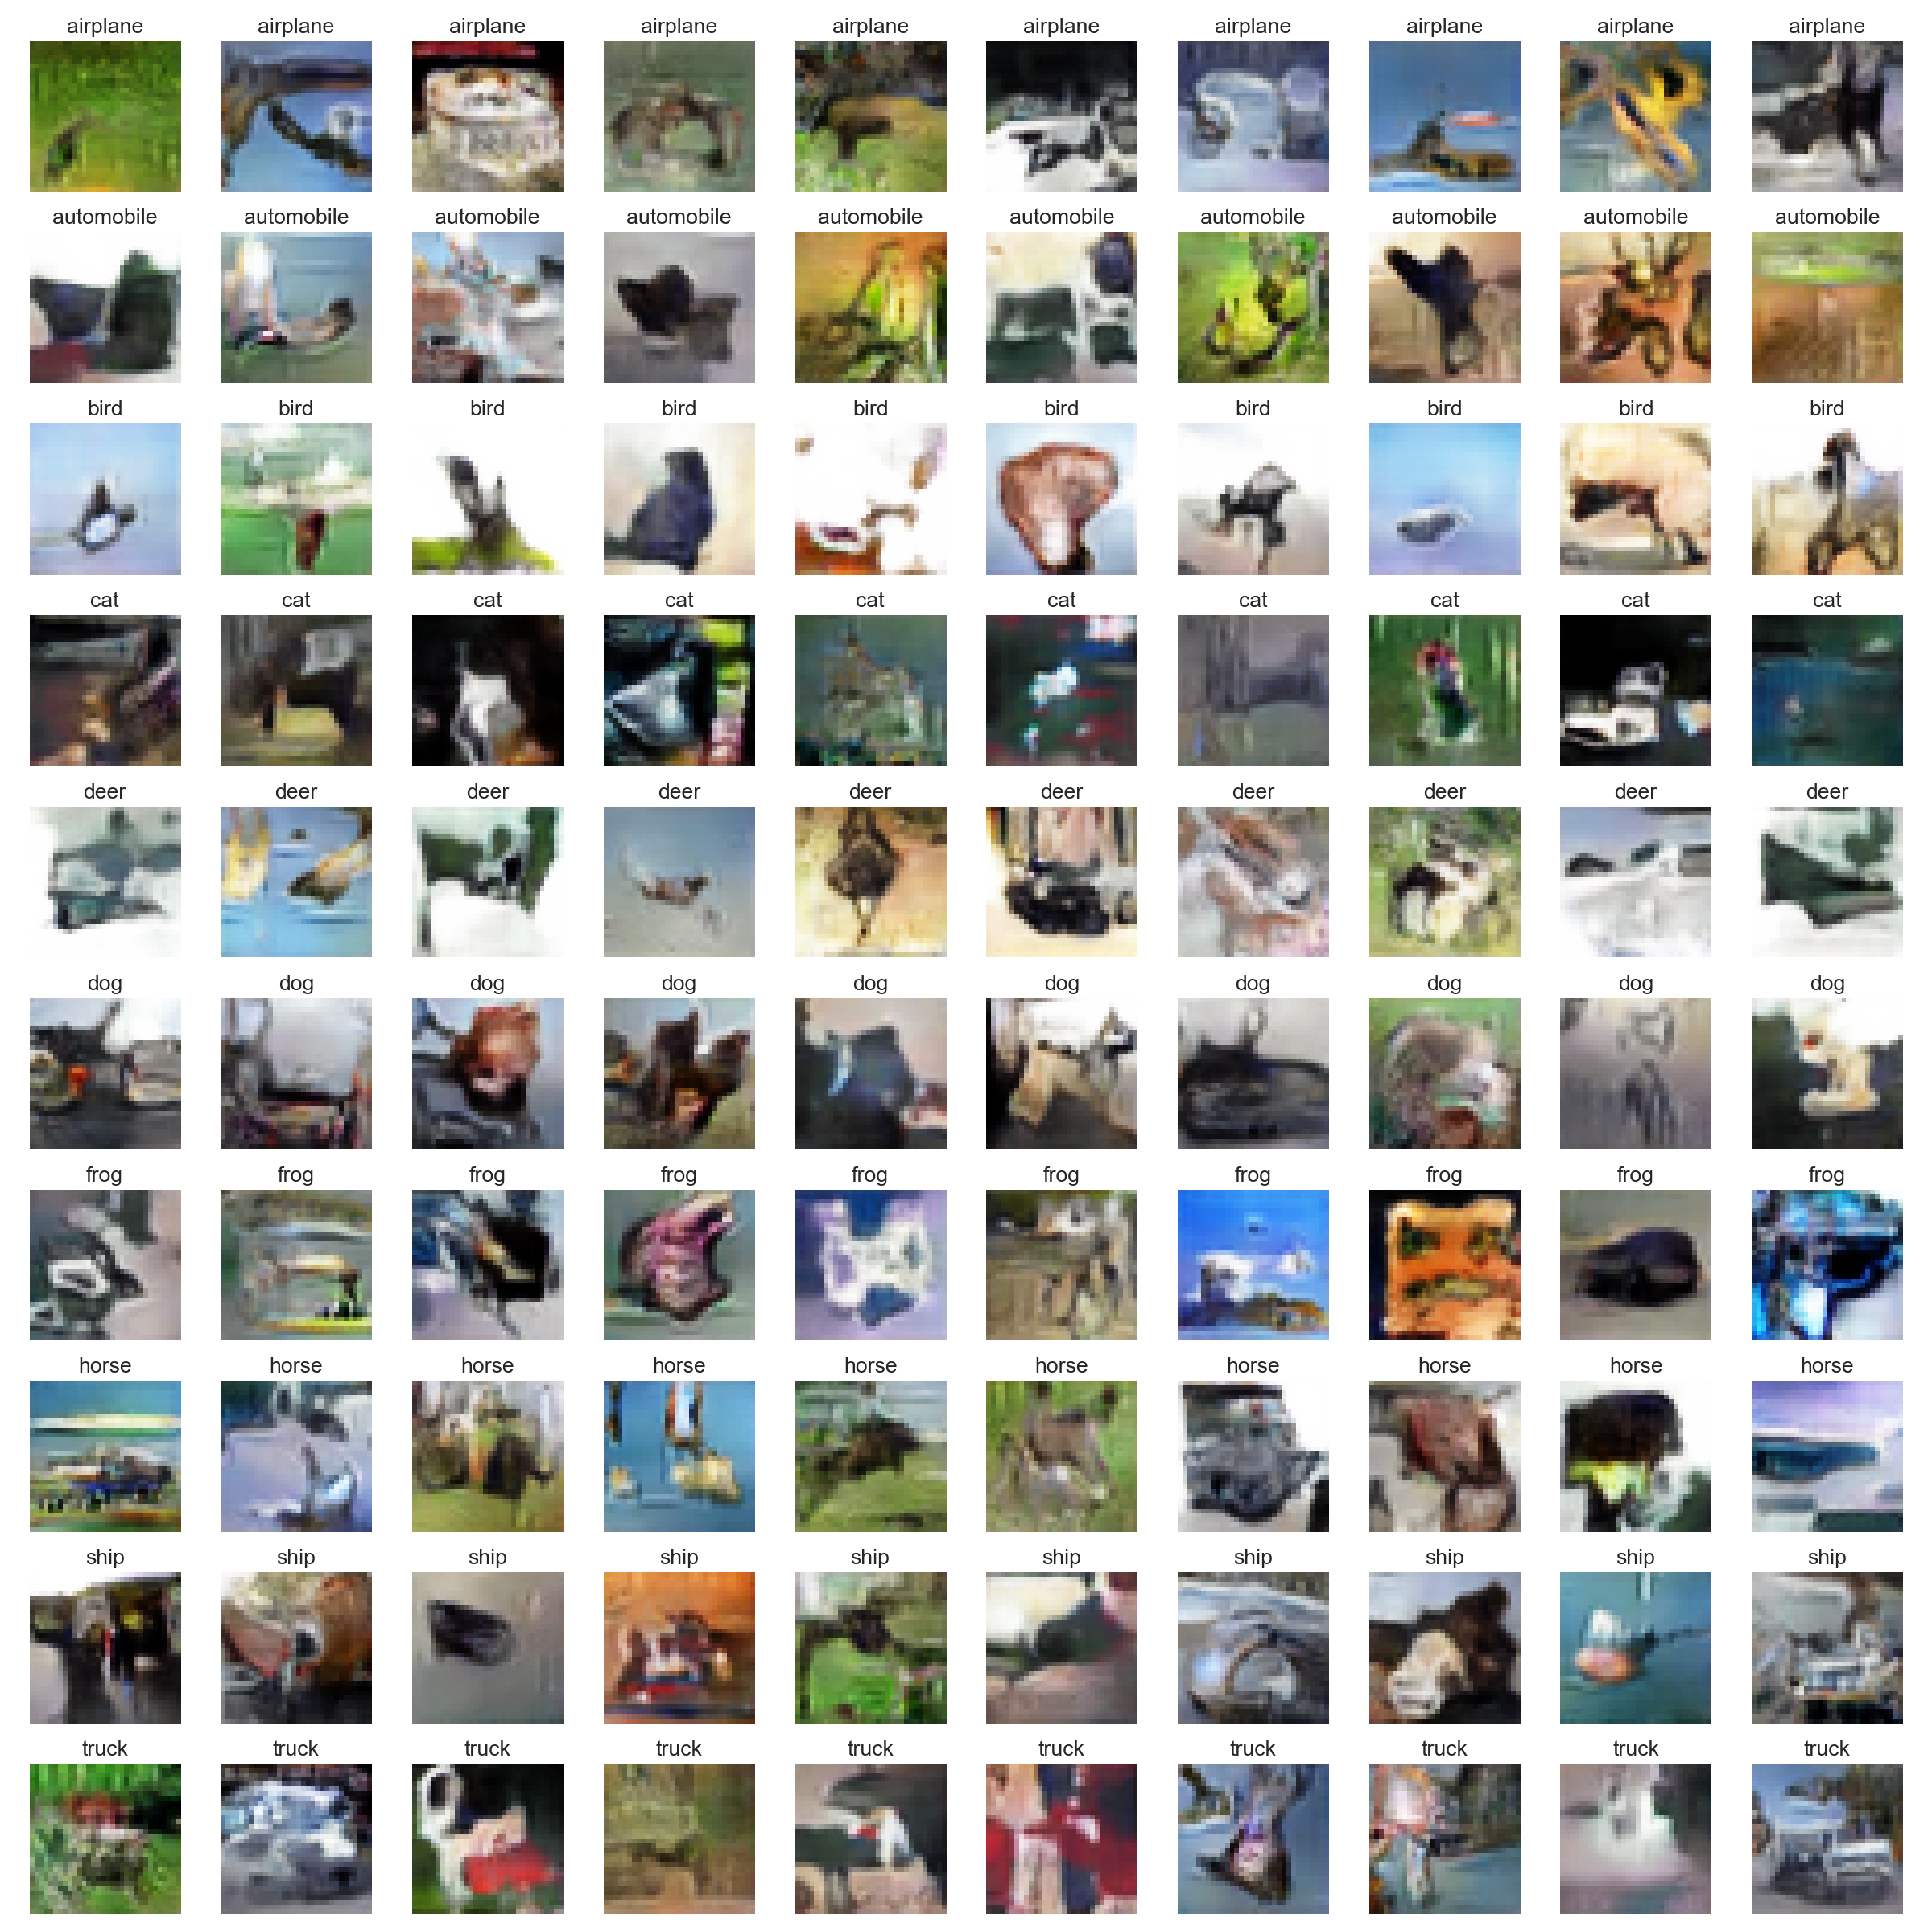 airplane airplane airplane airplane airplane airplane airplane airplane airplane airplane
automobile automobile automobile automobile automobile automobile automobile automobile automobile automobile
bird bird bird bird bird bird bird bird bird bird
cat cat cat cat cat cat cat cat cat cat
deer deer deer deer deer deer deer deer deer deer
dog dog dog dog dog dog dog dog dog dog
frog frog frog frog frog frog frog frog frog frog
horse horse horse horse horse horse horse horse horse horse
ship ship ship ship ship ship ship ship ship ship
truck truck truck truck truck truck truck truck truck truck